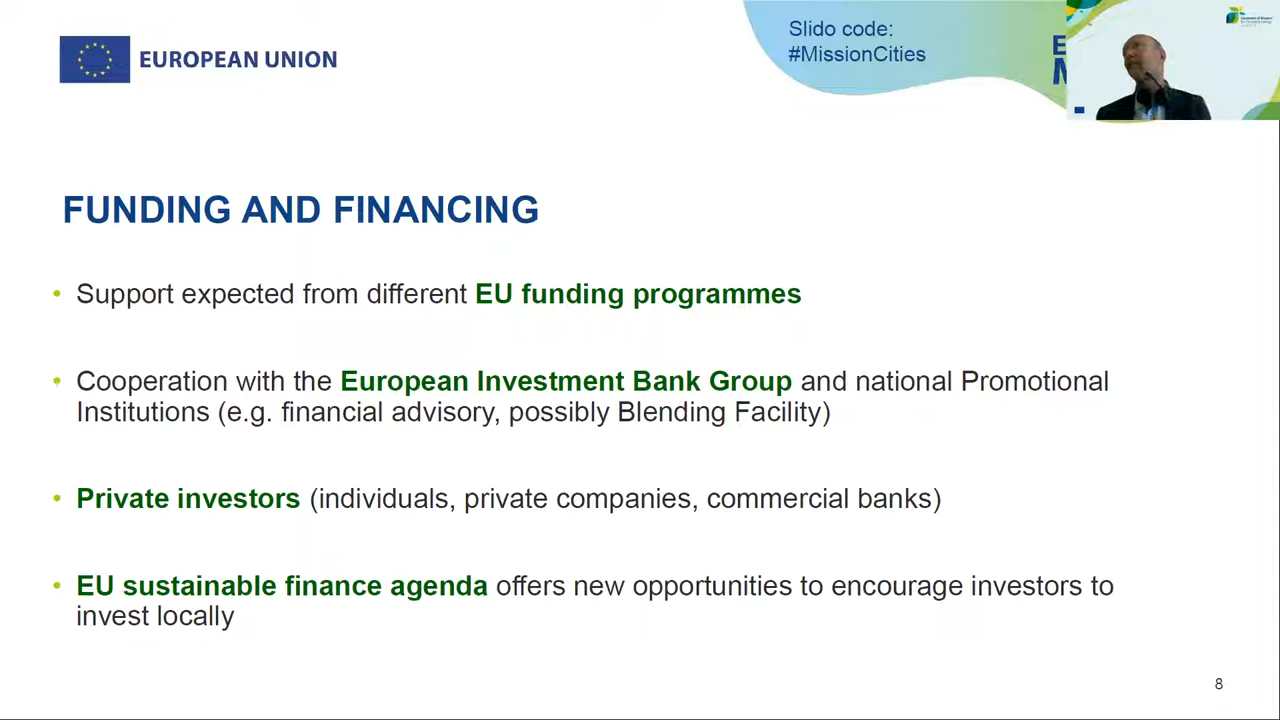 EUROPEAN UNION
Slido code:
#MissionCities
FUNDING AND FINANCING
• Support expected from different EU funding programmes
• Cooperation with the European Investment Bank Group and national Promotional
Institutions (e.g. financial advisory, possibly Blending Facility)
• Private investors (individuals, private companies, commercial banks)
• EU sustainable finance agenda offers new opportunities to encourage investors to
invest locally
8